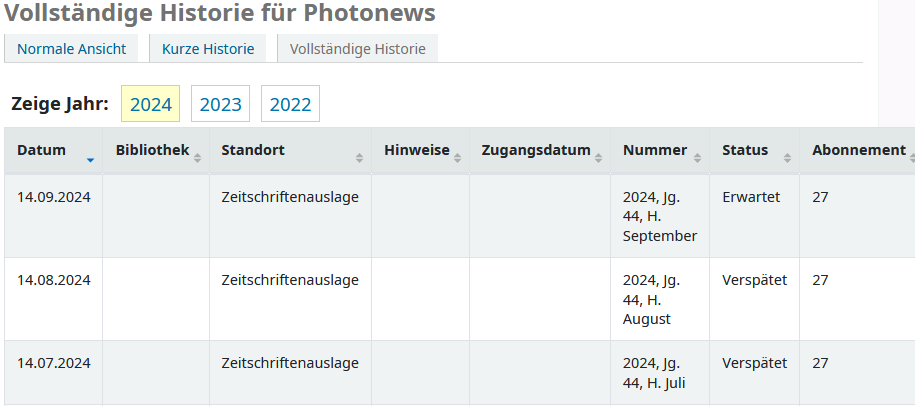 Vollständige Historie für Photonews
Normale Ansicht Kurze Historie Vollständige Historie
Zeige Jahr: 2024 2023 2022
Datum Bibliothek Standort Hinweise Zugangsdatum Nummer Status Abonnement
14.09.2024 Zeitschriftenauslage 2024, Jg. Erwartet 27
44, H.
September
14.08.2024 Zeitschriftenauslage 2024, Jg. Verspätet 27
44, H.
August
14.07.2024 Zeitschriftenauslage 2024, Jg. Verspätet 27
44, H. Juli